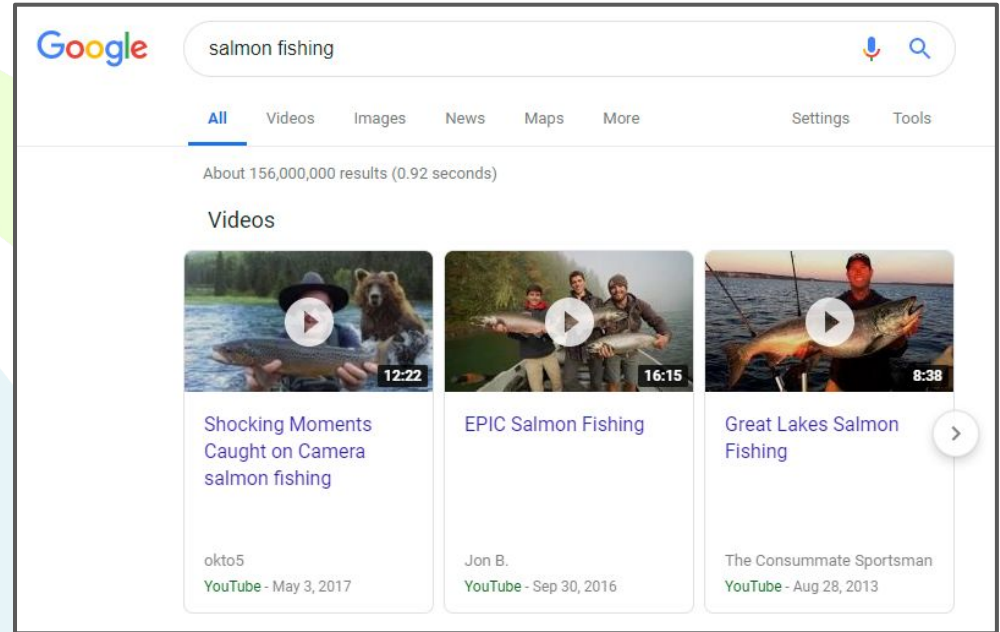 Google
salmon fishing
All Videos Images News Maps More Settings Tools
About 156,000,000 results (0.92 seconds)
Videos
12:22
16:15
8:38
Shocking Moments
Caught on Camera
salmon fishing
EPIC Salmon Fishing
Great Lakes Salmon
Fishing
okto5
YouTube - May 3, 2017
Jon B.
YouTube - Sep 30, 2016
The Consummate Sportsman
YouTube - Aug 28, 2013